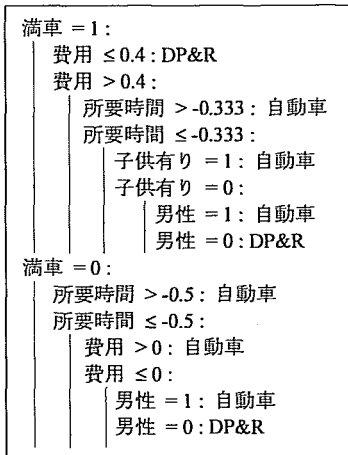 満車 =1 :
費用 ≤0.4 : DP&R
費用 >0.4 :
所要時間 >-0.333 : 自動車
所要時間 ≤-0.333 :
子供有り =1 : 自動車
子供有り =0 :
男性 =1 : 自動車
男性 =0 : DP&R
満車 =0 :
所要時間 >-0.5 : 自動車
所要時間 ≤-0.5 :
費用 >0 : 自動車
費用 ≤0 :
男性 =1 : 自動車
男性 =0 : DP&R